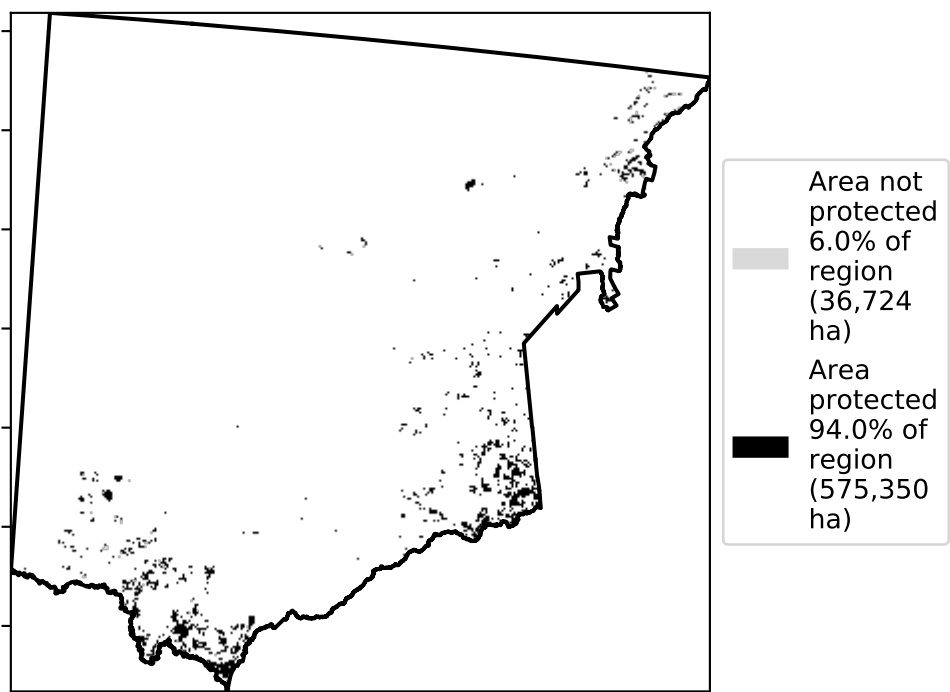 Area not
protected
6.0% of
region
(36,724
ha)
Area
protected
94.0% of
region
(575,350
ha)